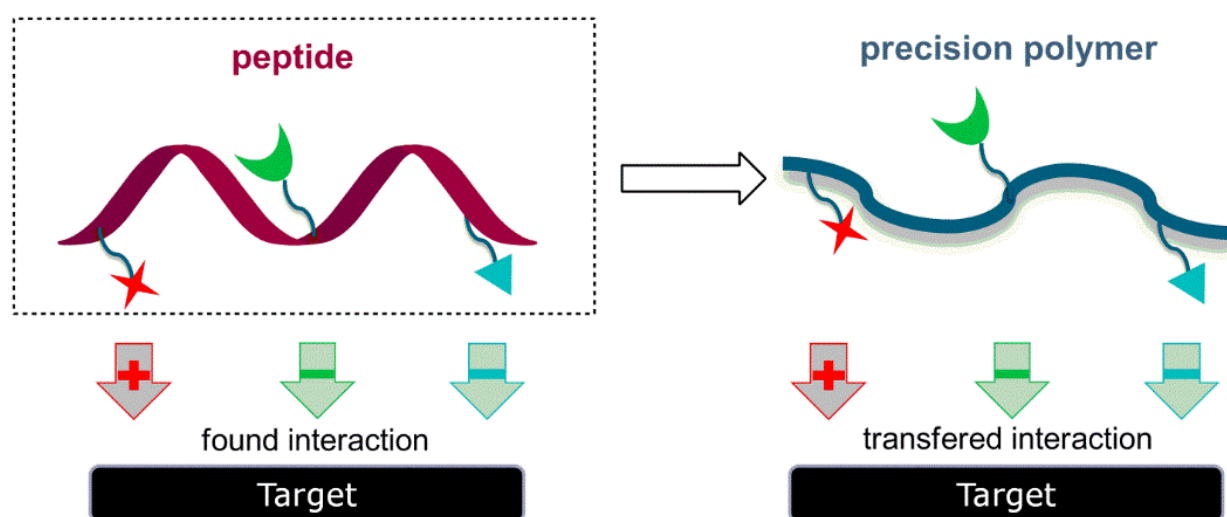 peptide
precision polymer
found interaction
transfered interaction
Target
Target